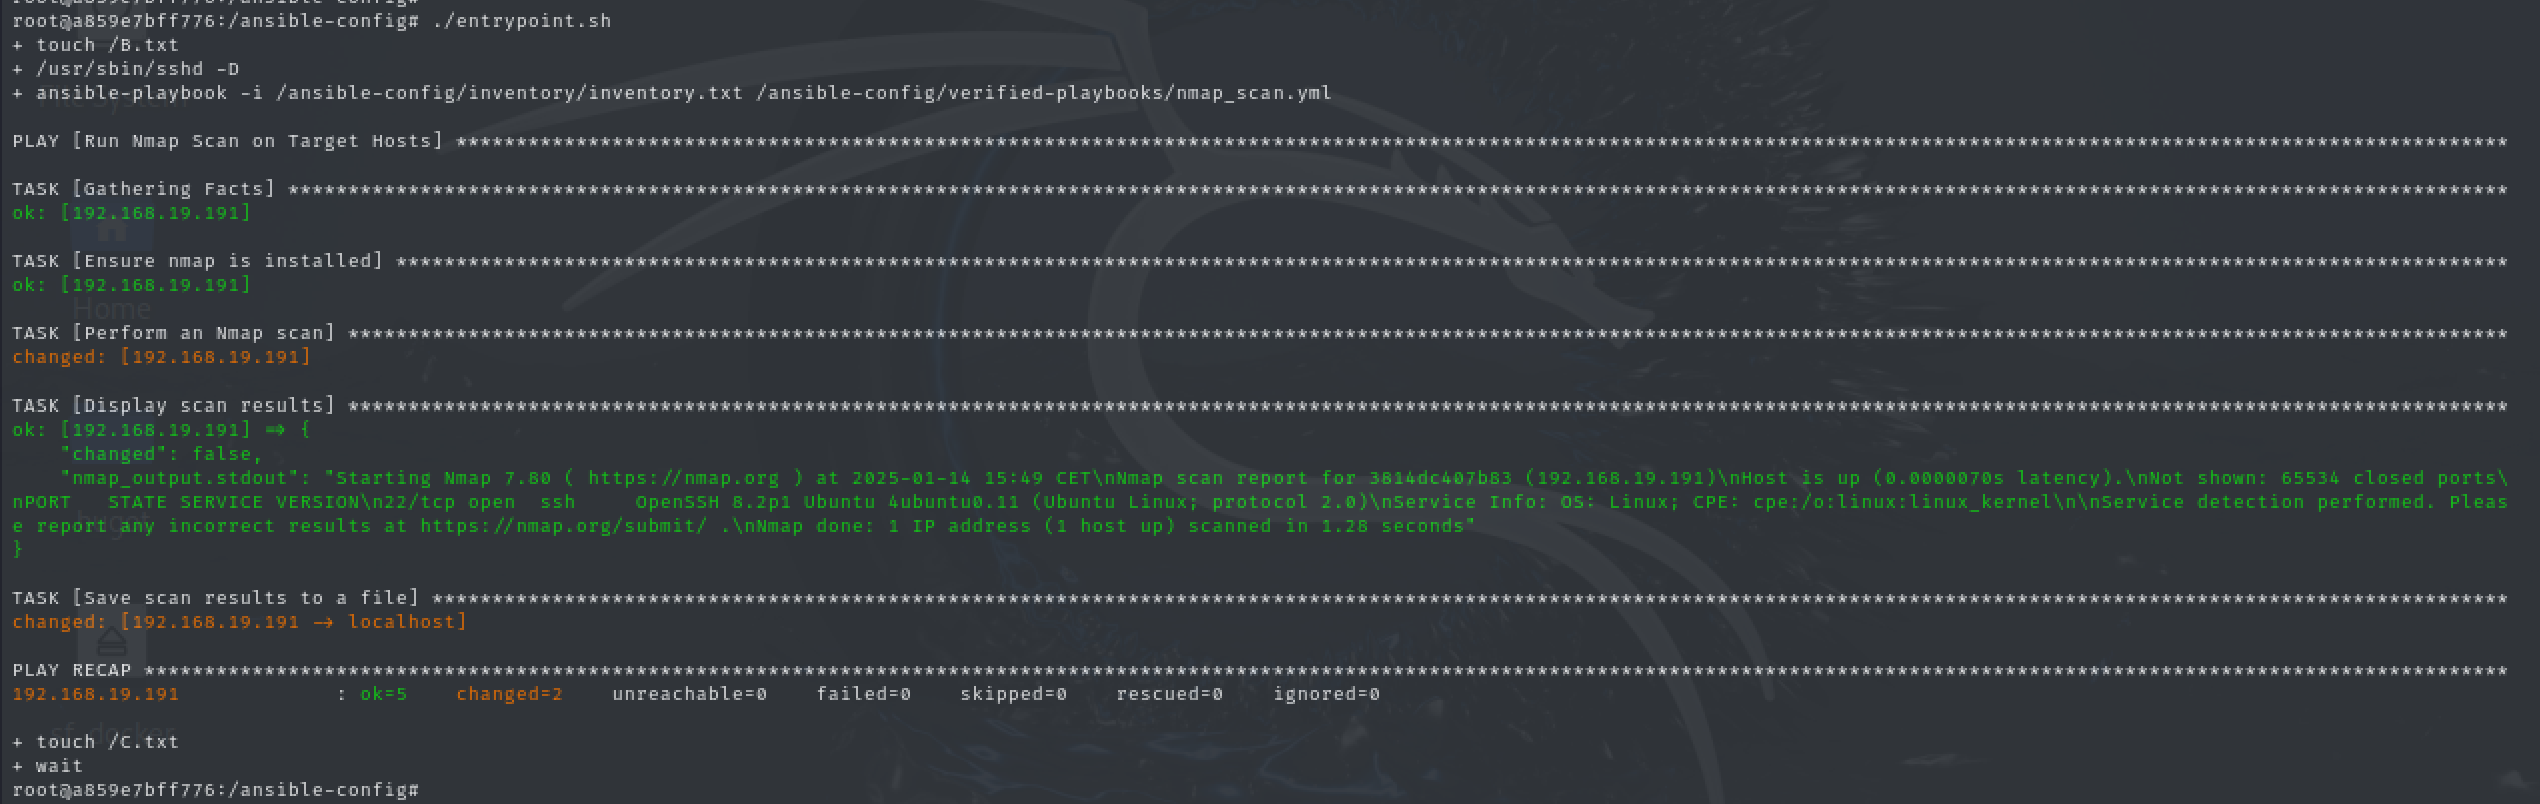 root@a859e7bff776:/ansible-config# ./entrypoint.sh
+ touch /B.txt
+ /usr/sbin/sshd -D
+ ansible-playbook -i /ansible-config/inventory/inventory.txt /ansible-config/verified-playbooks/nmap_scan.yml
PLAY [Run Nmap Scan on Target Hosts] ****************************************************************************************************************************************************************************
TASK [Gathering Facts] ******************************************************************************************************************************************************************************************
ok: [192.168.19.191]
TASK [Ensure nmap is installed] *********************************************************************************************************************************************************************************
ok: [192.168.19.191]
Home
TASK [Perform an Nmap scan] *************************************************************************************************************************************************************************************
changed: [192.168.19.191]
TASK [Display scan results] *************************************************************************************************************************************************************************************
ok: [192.168.19.191] => {
    "changed": false,
    "nmap_output.stdout": "Starting Nmap 7.80 ( https://nmap.org ) at 2025-01-14 15:49 CET\nNmap scan report for 3814dc407b83 (192.168.19.191)\nHost is up (0.0000070s latency).\nNot shown: 65534 closed ports\
nPORT   STATE SERVICE VERSION\n22/tcp open  ssh     OpenSSH 8.2p1 Ubuntu 4ubuntu0.11 (Ubuntu Linux; protocol 2.0)\nService Info: OS: Linux; CPE: cpe:/o:linux:linux_kernel\n\nService detection performed. Pleas
e report any incorrect results at https://nmap.org/submit/ .\nNmap done: 1 IP address (1 host up) scanned in 1.28 seconds"
}
TASK [Save scan results to a file] ******************************************************************************************************************************************************************************
changed: [192.168.19.191 -> localhost]
PLAY RECAP ******************************************************************************************************************************************************************************************************
192.168.19.191             : ok=5    changed=2    unreachable=0    failed=0    skipped=0    rescued=0    ignored=0
+ touch /C.txt
+ wait
root@a859e7bff776:/ansible-config#